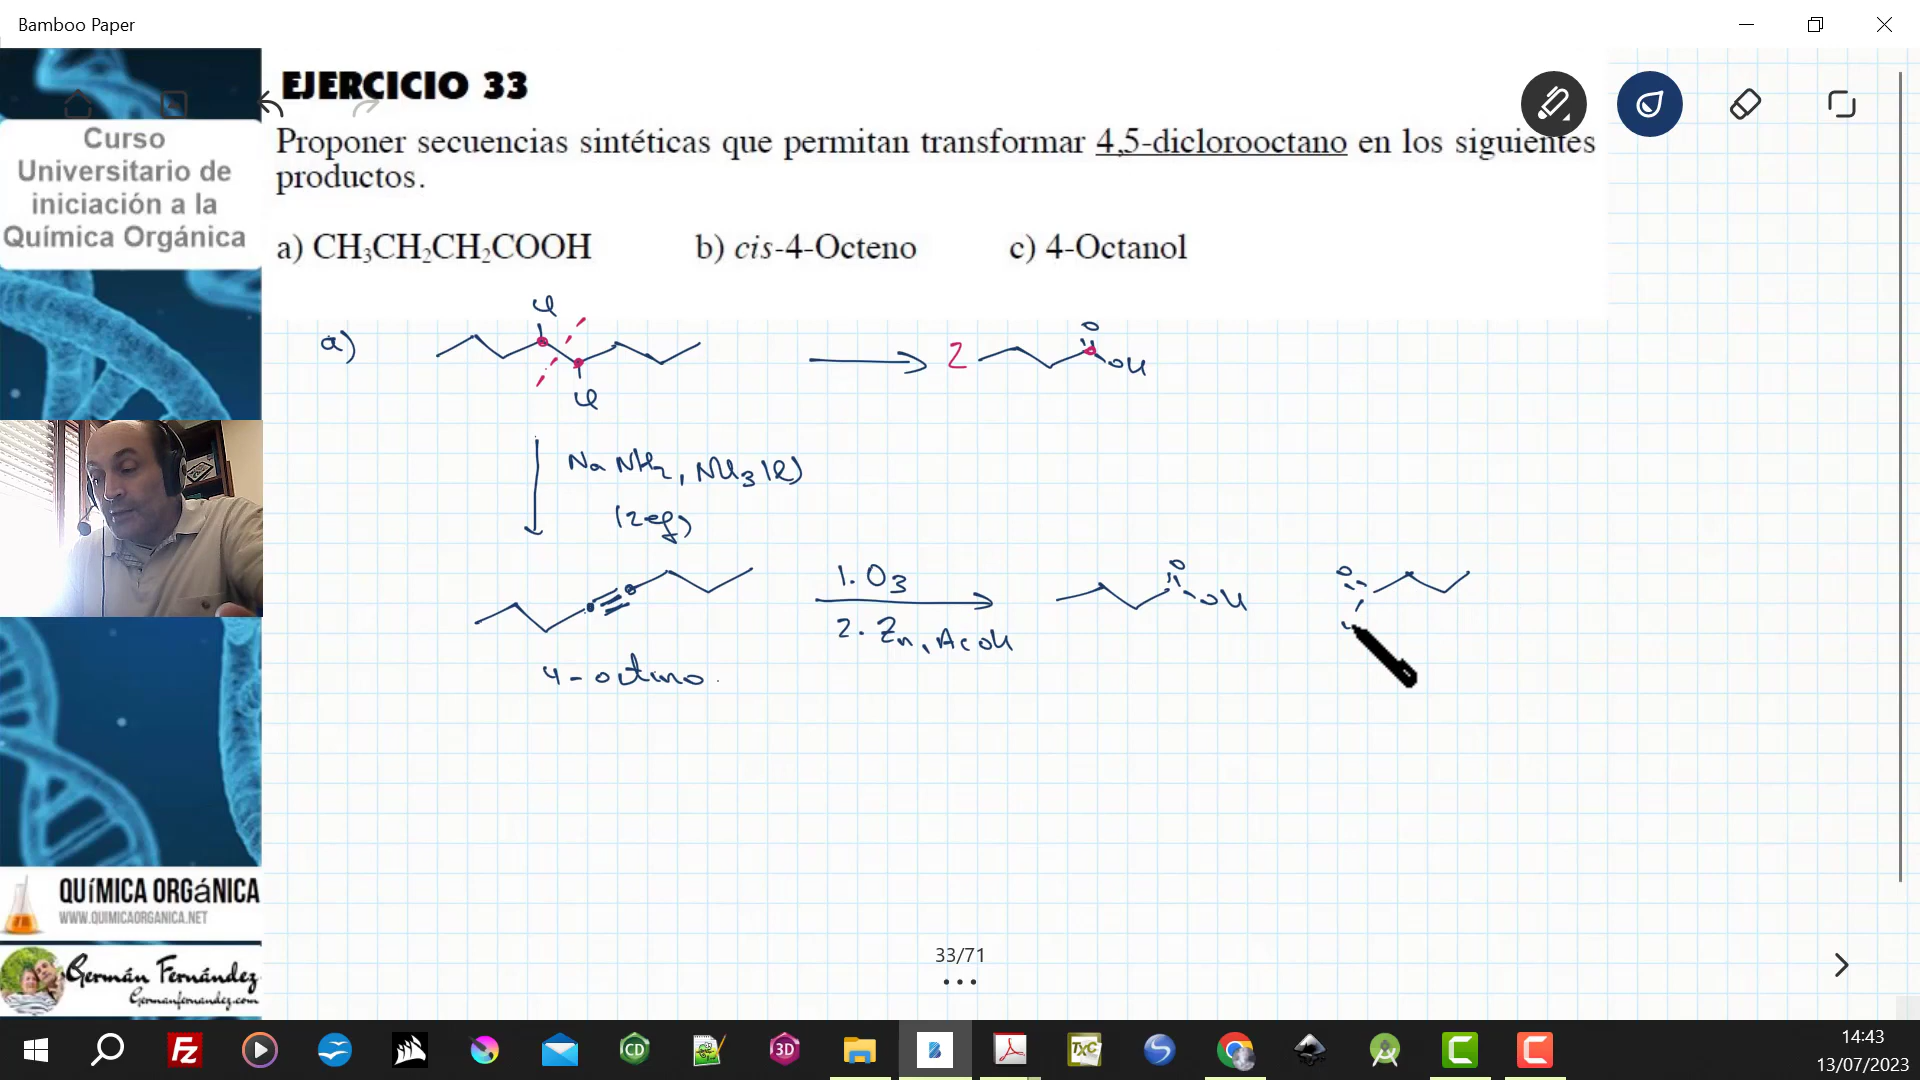 Bamboo Paper
EJERCICIO 33
Proponer secuencias sintéticas que permitan transformar 4,5-diclorooctano en los siguientes
productos.
a) CH₃CH₂CH₂COOH b) cis-4-Octeno c) 4-Octanol
Curso
Universitario de
iniciación a la
Química Orgánica
a)
Cl
Cl
2
O
OH
NaNH₂, NH₃(l)
(2eq)
1. O₃
2. Zn, AcOH
O
OH
O
4-octino
QUíMICA ORGáNICA
WWW.QUIMICAORGANICA.NET
Germán Fernández
Germanfernandez.com
33/71
14:43
13/07/2023